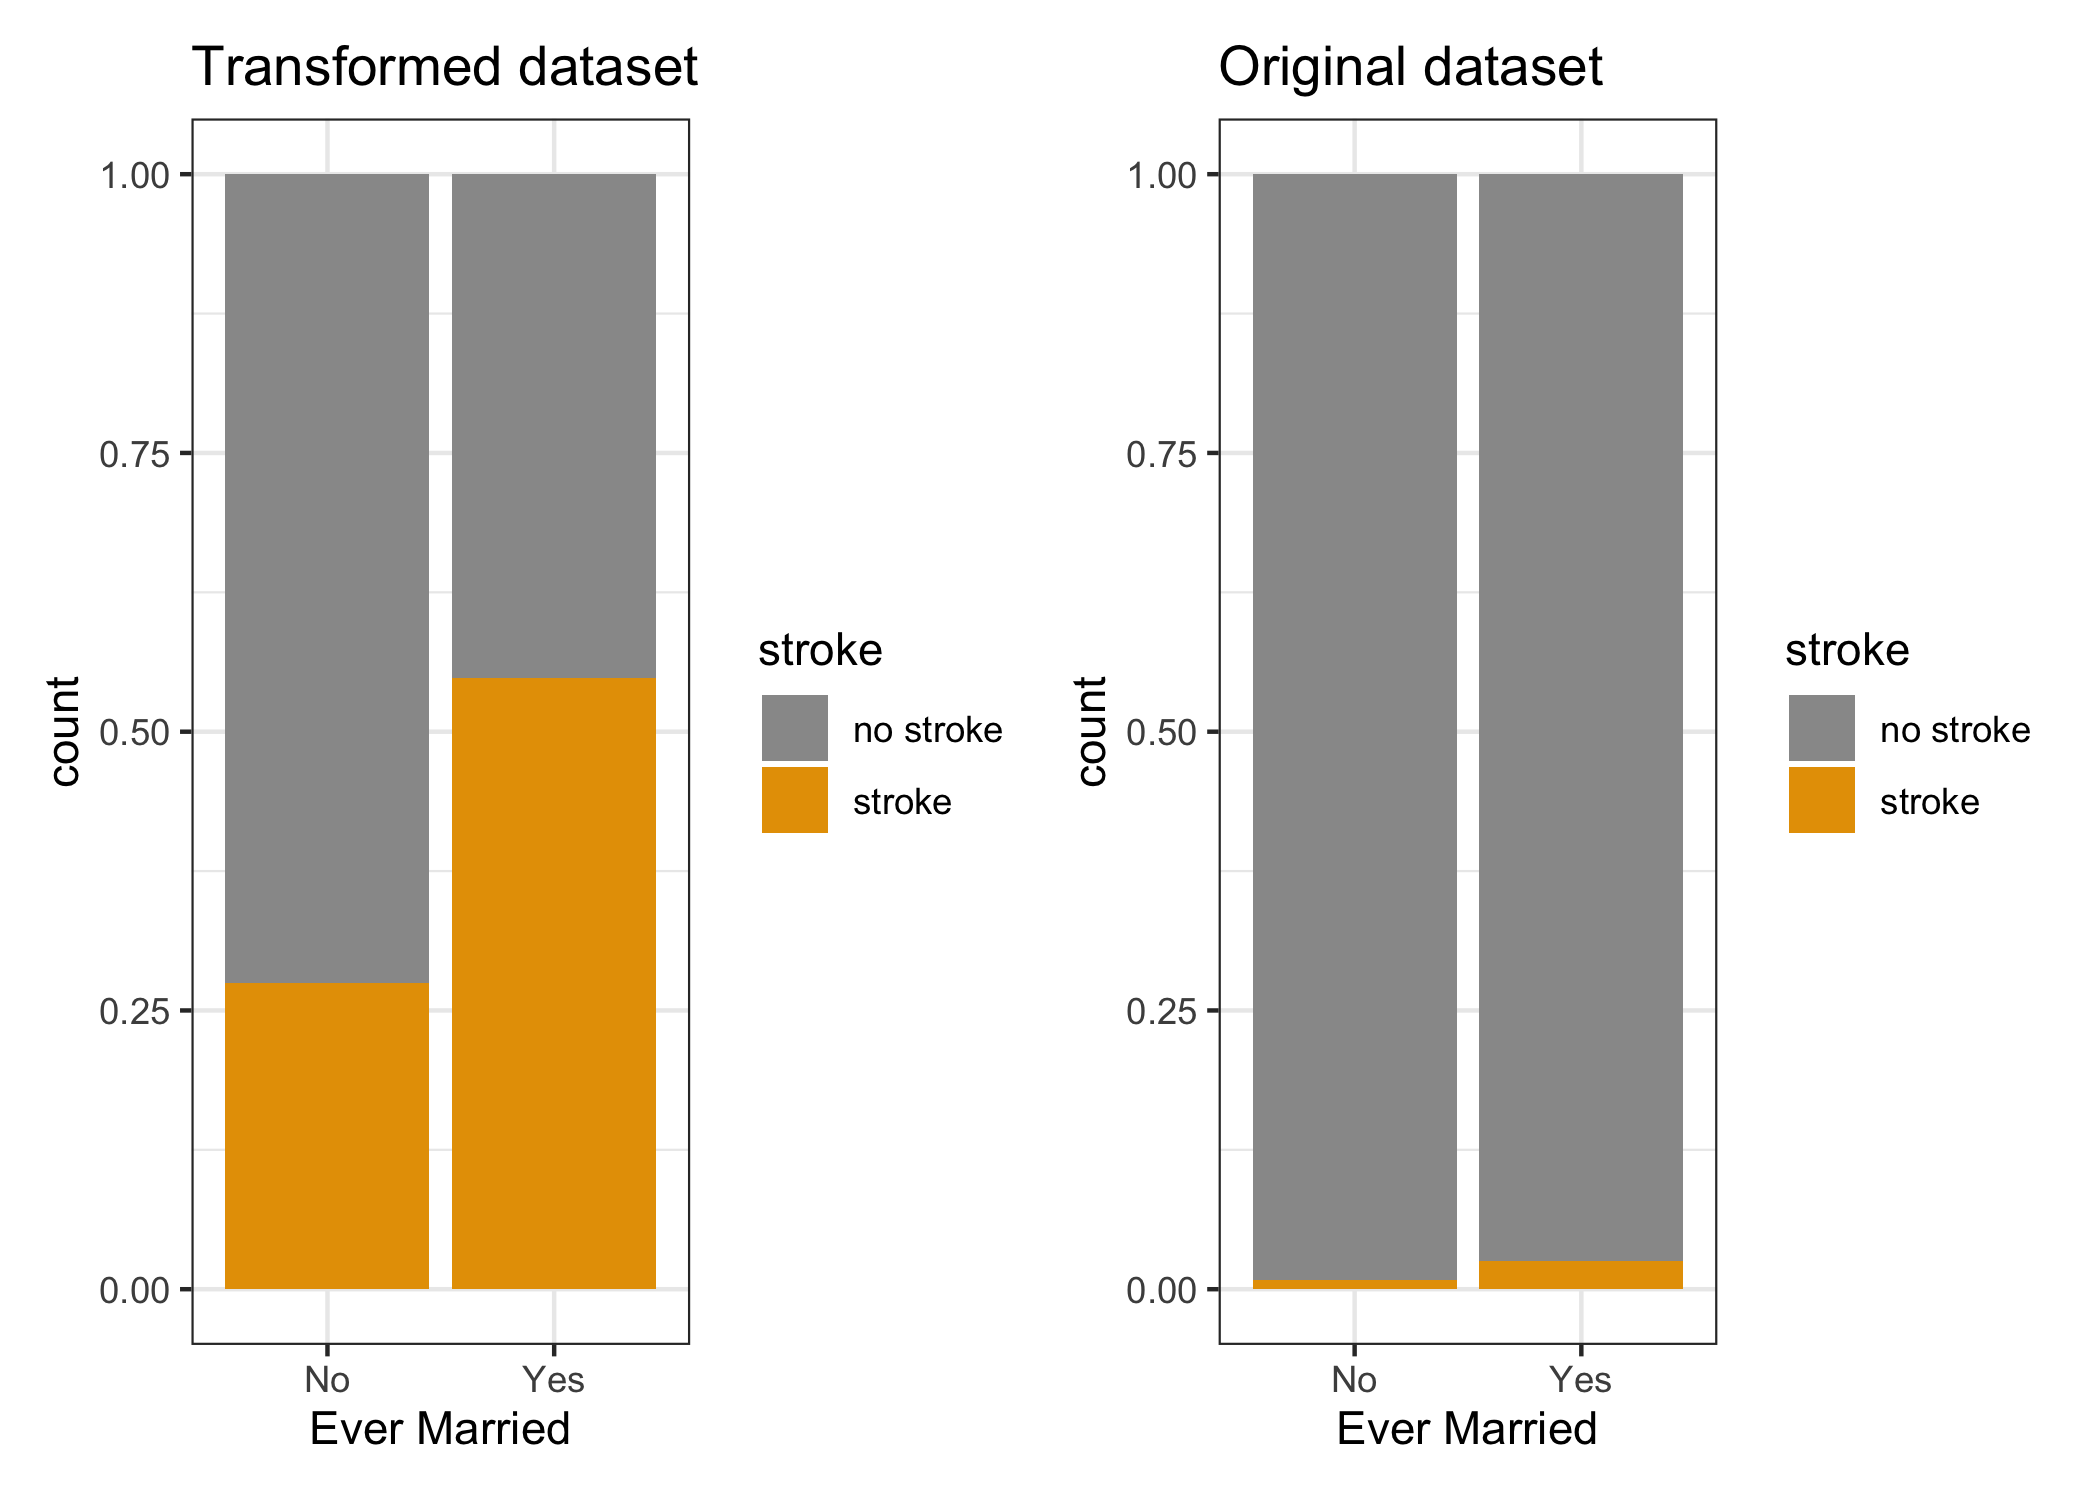 Transformed dataset
1.00
0.75
0.50
0.25
0.00
count
No Yes
Ever Married
stroke
no stroke
stroke
Original dataset
1.00
0.75
0.50
0.25
0.00
count
No Yes
Ever Married
stroke
no stroke
stroke